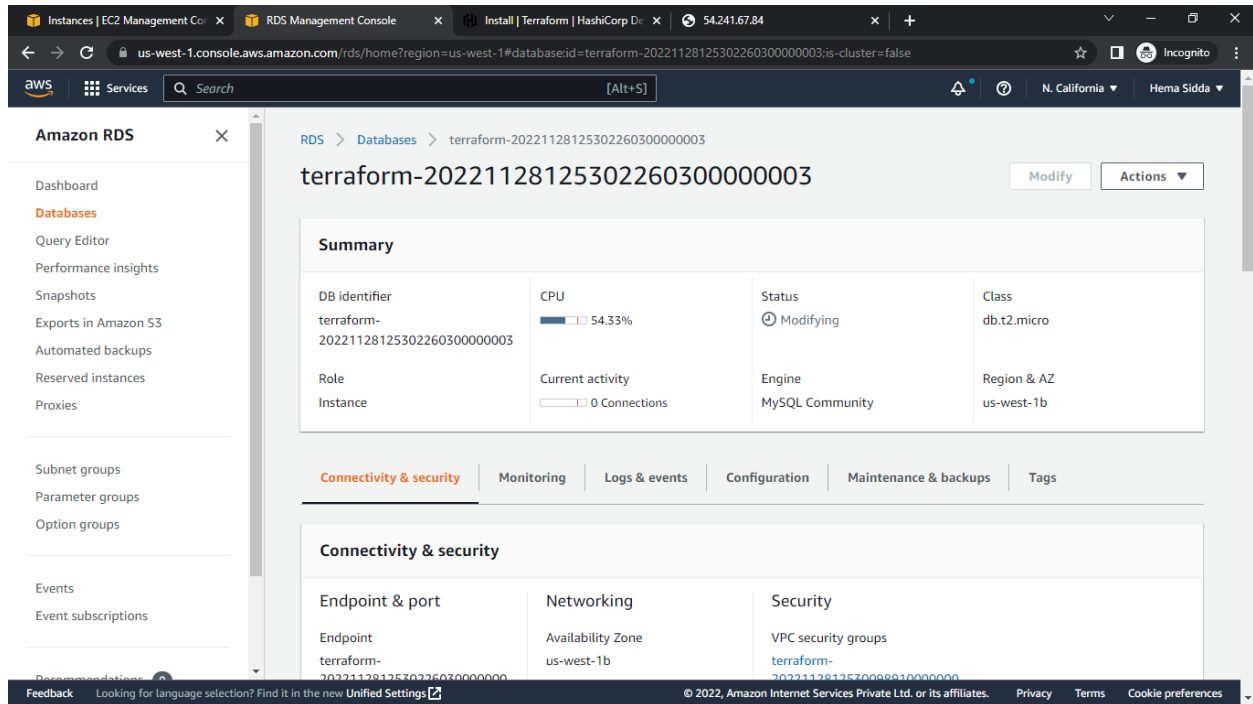 Instances | EC2 Management Cor
RDS Management Console
Install | Terraform | HashiCorp De
54.241.67.84
us-west-1.console.aws.amazon.com/rds/home?region=us-west-1#database:id=terraform-20221128125302260300000003;is-cluster=false
Incognito
aws
Services
Search
[Alt+S]
N. California
Hema Sidda
Amazon RDS
Dashboard
Databases
Query Editor
Performance insights
Snapshots
Exports in Amazon S3
Automated backups
Reserved instances
Proxies
Subnet groups
Parameter groups
Option groups
Events
Event subscriptions
RDS > Databases > terraform-20221128125302260300000003
terraform-20221128125302260300000003
Modify
Actions
Summary
DB identifier
terraform-
20221128125302260300000003
CPU
54.33%
Status
Modifying
Class
db.t2.micro
Role
Instance
Current activity
0 Connections
Engine
MySQL Community
Region & AZ
us-west-1b
Connectivity & security
Monitoring
Logs & events
Configuration
Maintenance & backups
Tags
Connectivity & security
Endpoint & port
Endpoint
terraform-
Networking
Availability Zone
us-west-1b
Security
VPC security groups
terraform-
Feedback
Looking for language selection? Find it in the new Unified Settings
© 2022, Amazon Internet Services Private Ltd. or its affiliates.
Privacy
Terms
Cookie preferences